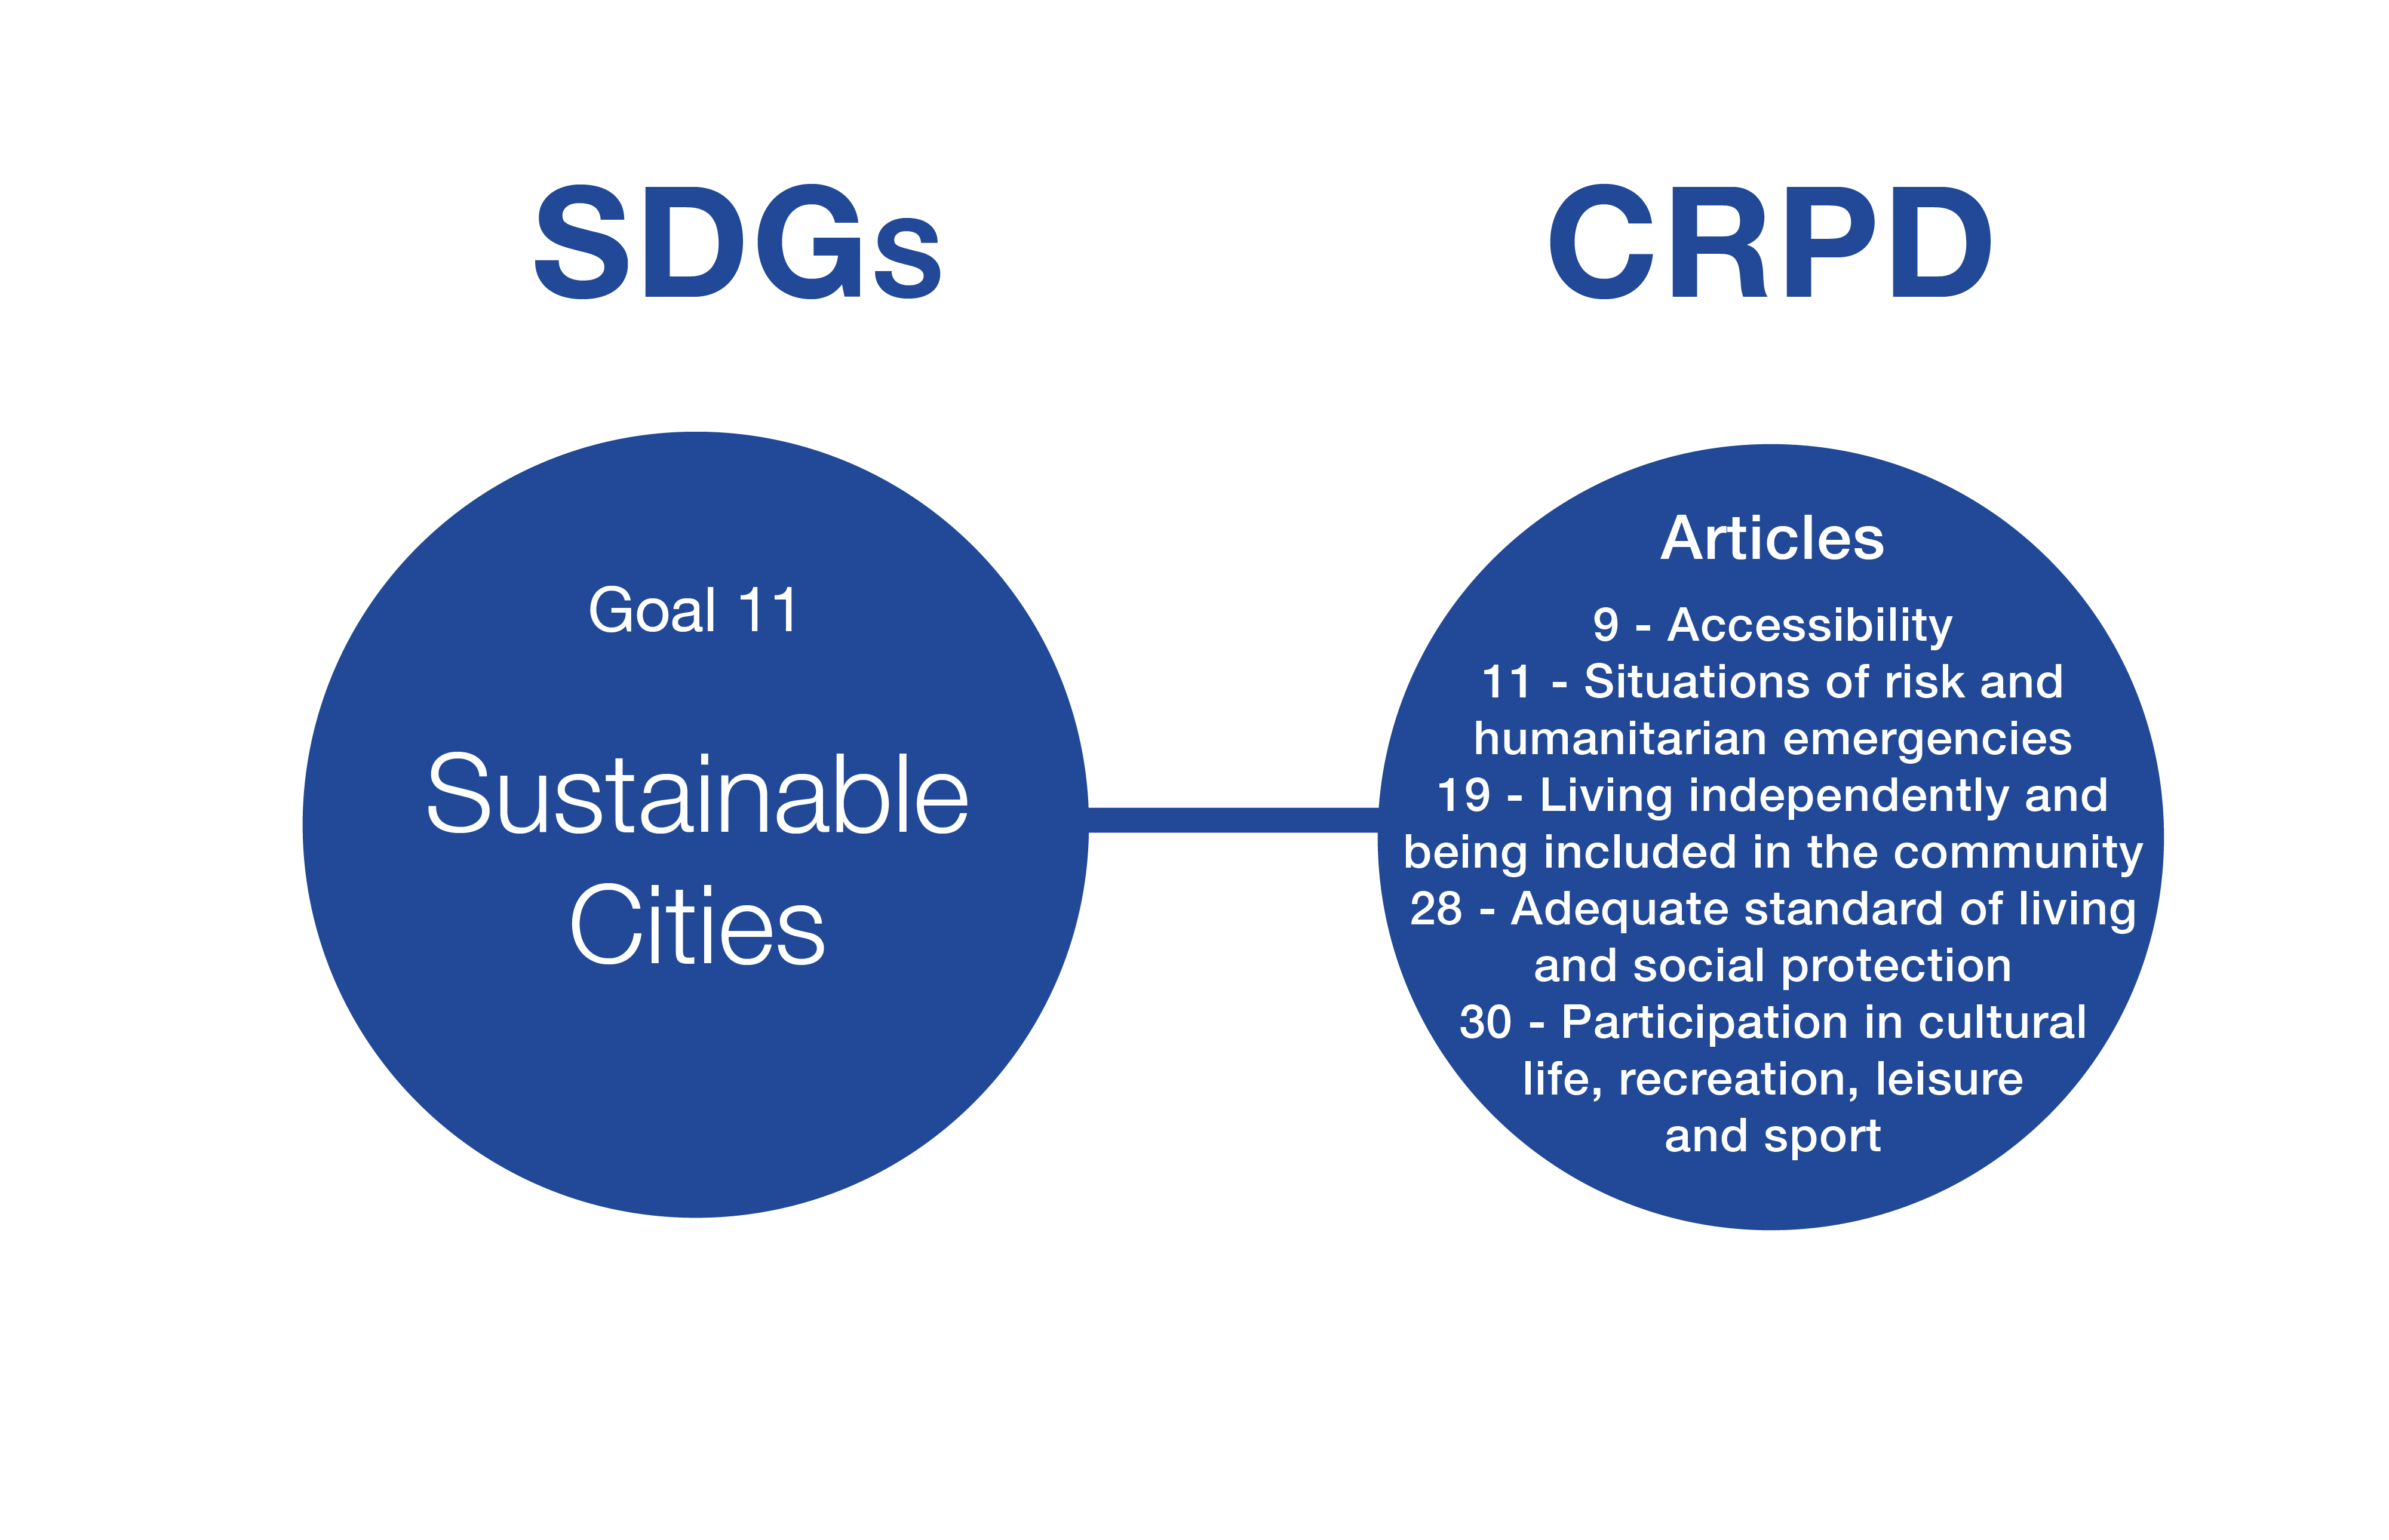 SDGs
CRPD
Goal 11
Sustainable
Cities
Articles
9 - Accessibility
11 - Situations of risk and
humanitarian emergencies
19 - Living independently and
being included in the community
28 - Adequate standard of living
and social protection
30 - Participation in cultural
life, recreation, leisure
and sport